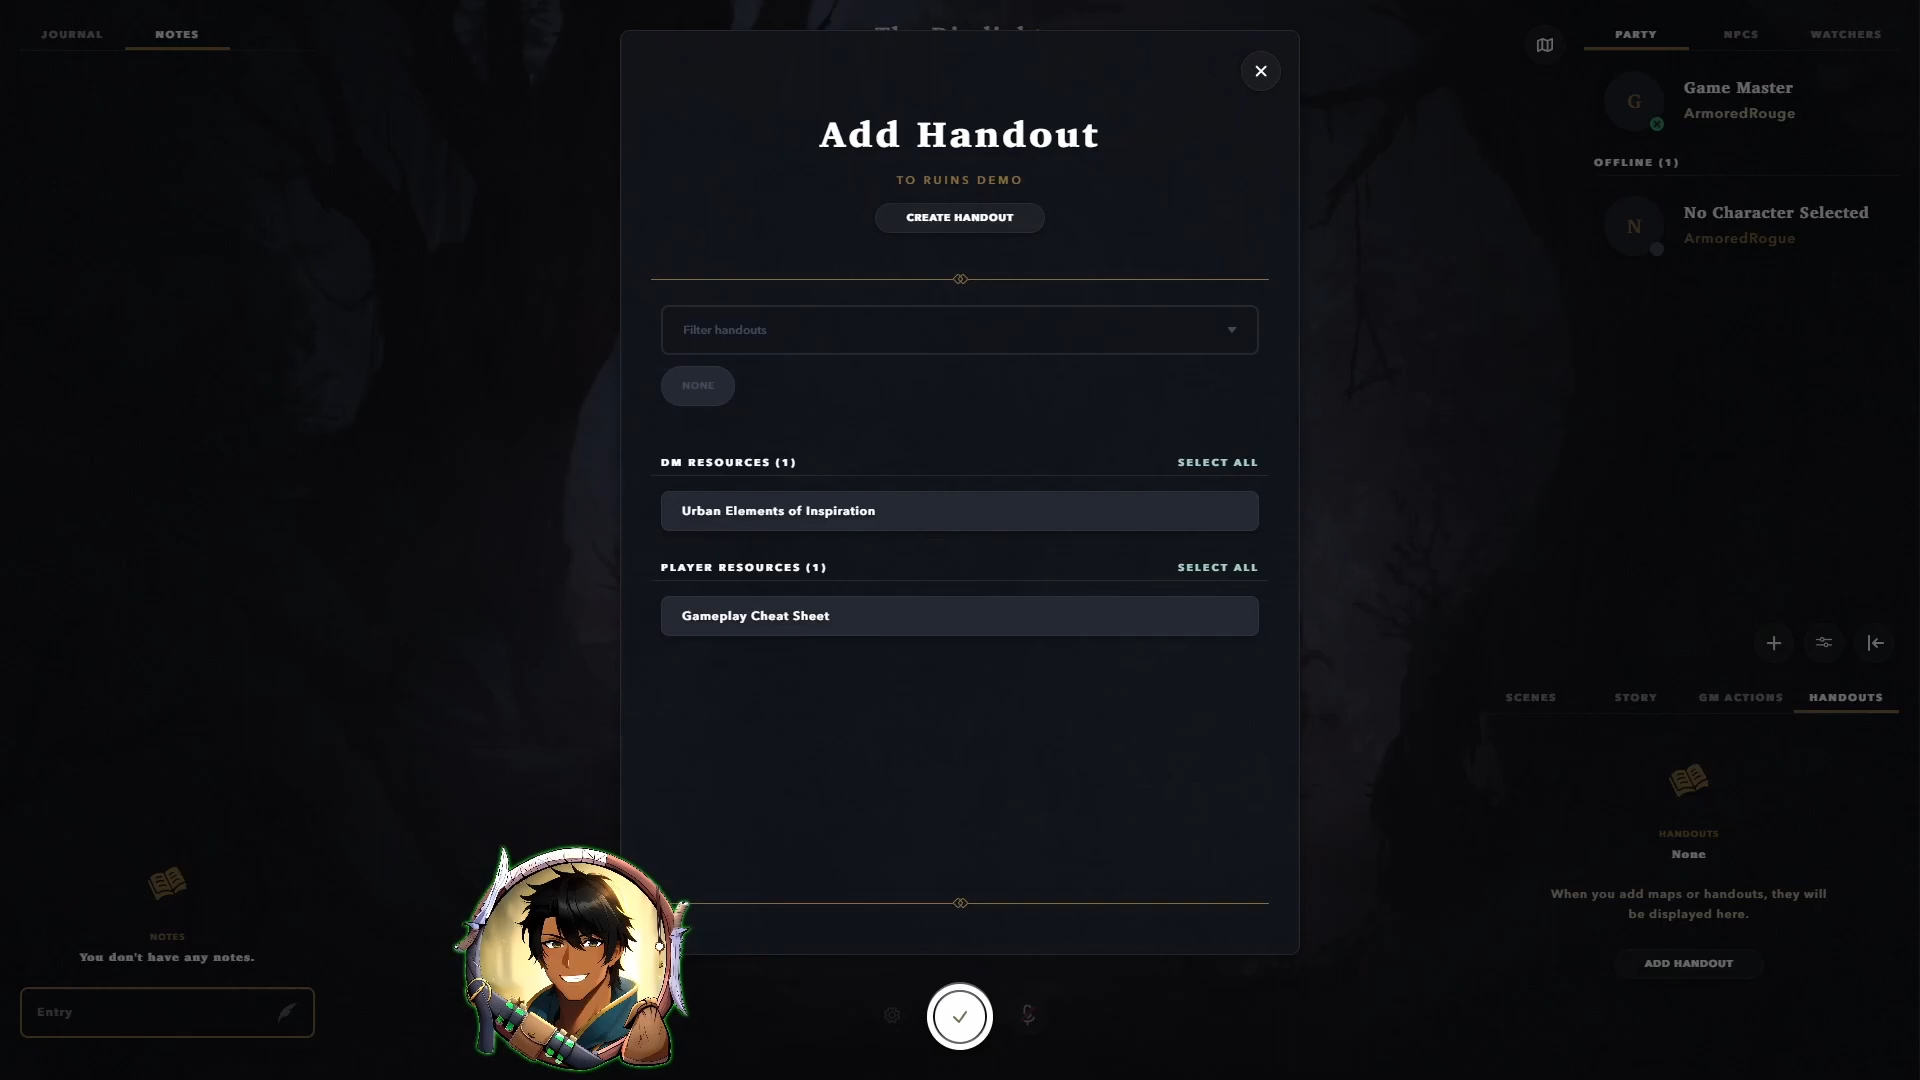 JOURNAL
NOTES
PARTY
NPCS
WATCHERS
G
Game Master
ArmoredRouge
OFFLINE (1)
N
No Character Selected
ArmoredRogue
Add Handout
TO RUINS DEMO
CREATE HANDOUT
Filter handouts
NONE
DM RESOURCES (1)
SELECT ALL
Urban Elements of Inspiration
PLAYER RESOURCES (1)
SELECT ALL
Gameplay Cheat Sheet
SCENES
STORY
GM ACTIONS
HANDOUTS
HANDOUTS
None
When you add maps or handouts, they will
be displayed here.
ADD HANDOUT
NOTES
You don't have any notes.
Entry